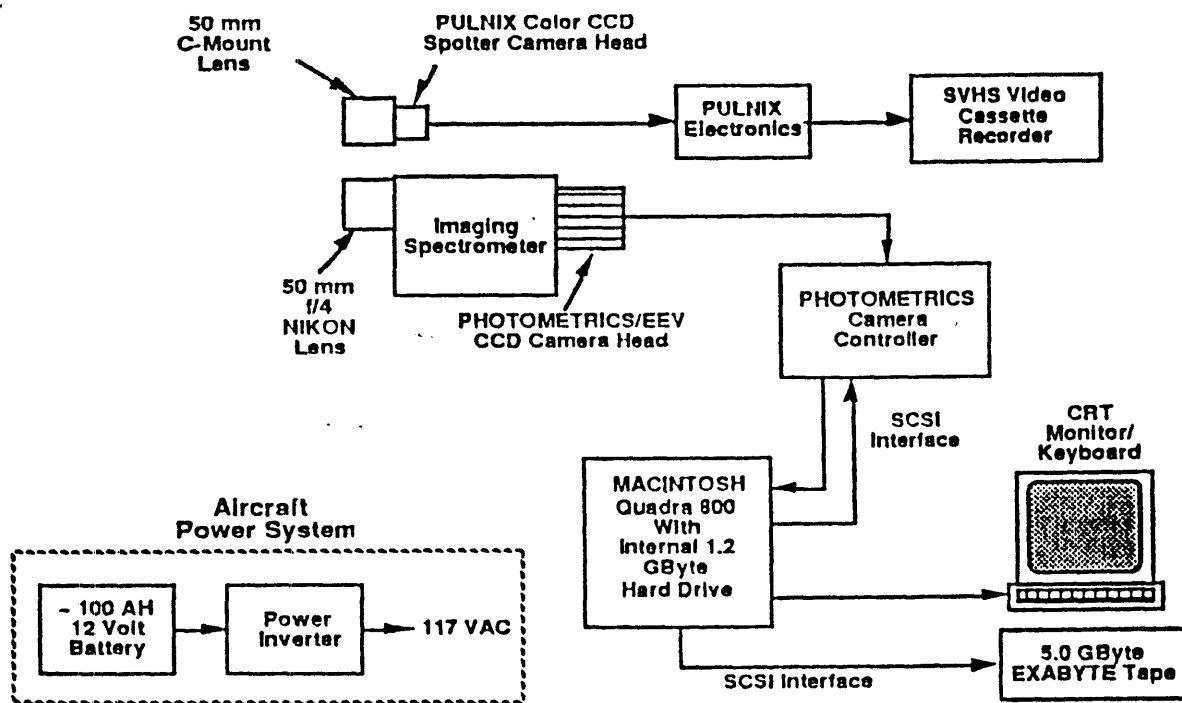 50 mm
C-Mount
Lens
PULNIX Color CCD
Spotter Camera Head
PULNIX
Electronics
SVHS Video
Cassette
Recorder
Imaging
Spectrometer
50 mm
f/4
NIKON
Lens
PHOTOMETRICS/EEV
CCD Camera Head
PHOTOMETRICS
Camera
Controller
SCSI
Interface
CRT
Monitor/
Keyboard
MACINTOSH
Quadra 800
With
Internal 1.2
GByte
Hard Drive
Aircraft
Power System
~ 100 AH
12 Volt
Battery
Power
Inverter
117 VAC
SCSI Interface
5.0 GByte
EXABYTE Tape